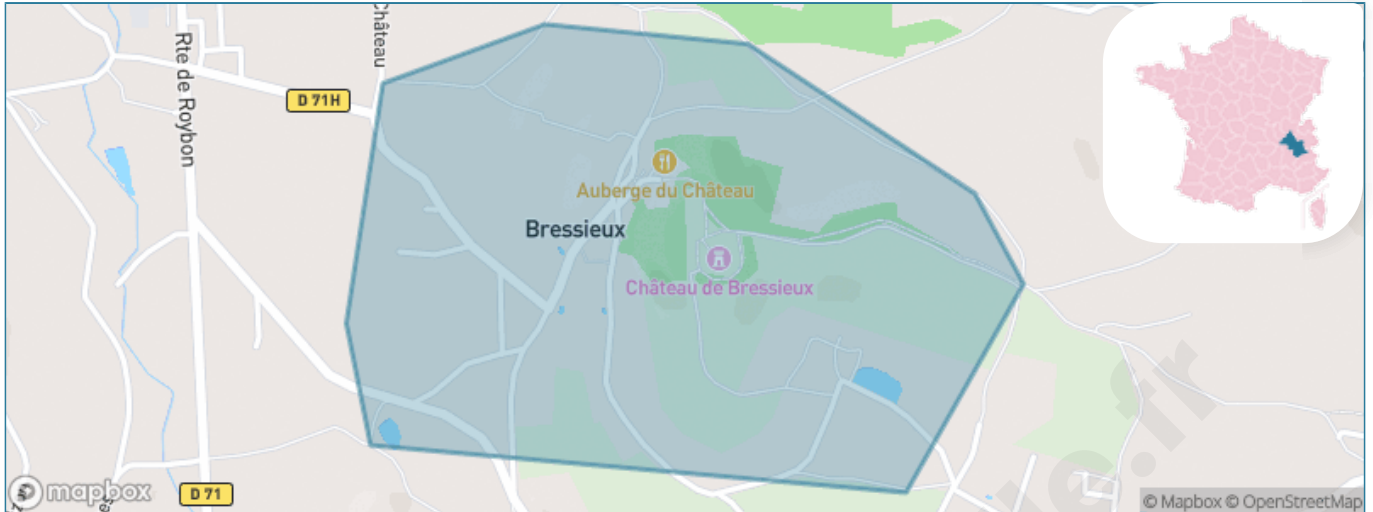 Château
Rte de Roybon
D 71H
Auberge du Château
Bressieux
Château de Bressieux
mapbox
D 71
© Mapbox © OpenStreetMap